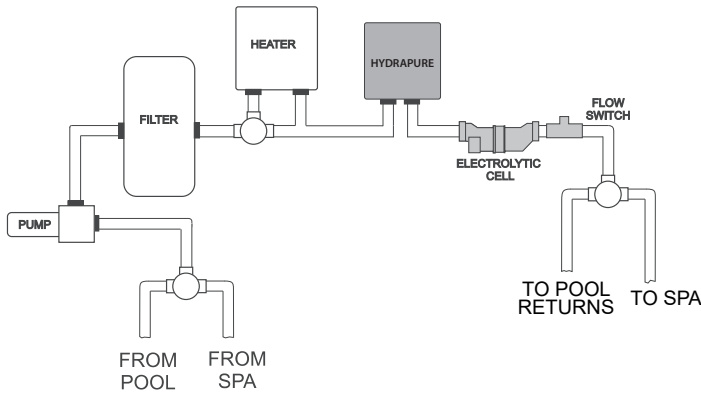 HEATER
HYDRAPURE
FILTER
FLOW
SWITCH
ELECTROLYTIC
CELL
PUMP
TO POOL
RETURNS
TO SPA
FROM
POOL
FROM
SPA